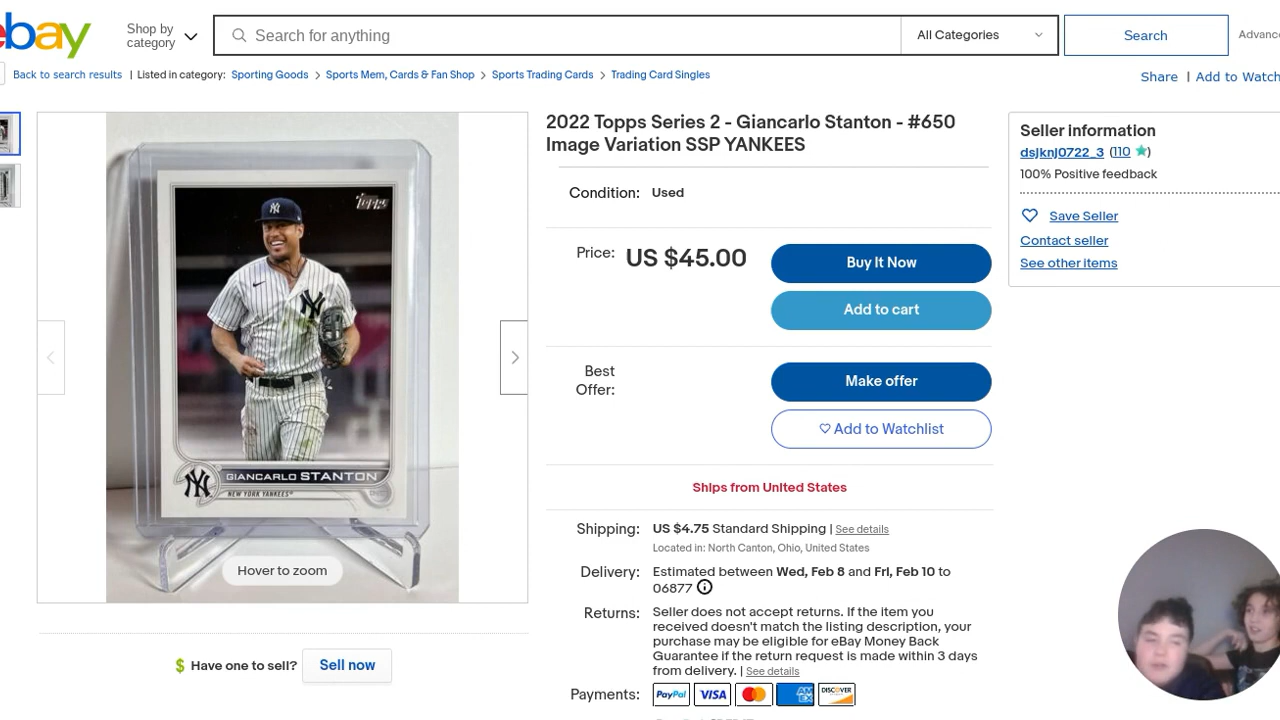 ebay
Shop by
category
Search for anything
All Categories
Search
Back to search results | Listed in category: Sporting Goods > Sports Mem, Cards & Fan Shop > Sports Trading Cards > Trading Card Singles
Share | Add to Watch
2022 Topps Series 2 - Giancarlo Stanton - #650
Image Variation SSP YANKEES
Condition: Used
Price: US $45.00
Buy It Now
Add to cart
Best
Offer:
Make offer
Add to Watchlist
Ships from United States
Shipping: US $4.75 Standard Shipping | See details
Located in: North Canton, Ohio, United States
Delivery: Estimated between Wed, Feb 8 and Fri, Feb 10 to
06877
Returns: Seller does not accept returns. If the item you
received doesn't match the listing description, your
purchase may be eligible for eBay Money Back
Guarantee if the return request is made within 3 days
from delivery. | See details
Payments: PayPal VISA AMEX DISCOVER
Seller information
dsjknj0722_3 (110)
100% Positive feedback
Save Seller
Contact seller
See other items
Topps
NY
GIANCARLO STANTON
NEW YORK YANKEES
Hover to zoom
$ Have one to sell? Sell now